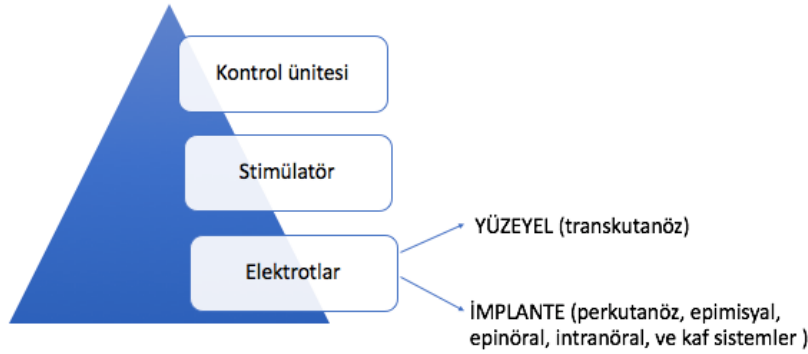 Kontrol ünitesi
Stimülatör
Elektrotlar
YÜZEYEL (transkutanöz)
İMPLANTE (perkutanöz, epimisyal,
epinöral, intranöral, ve kaf sistemler )